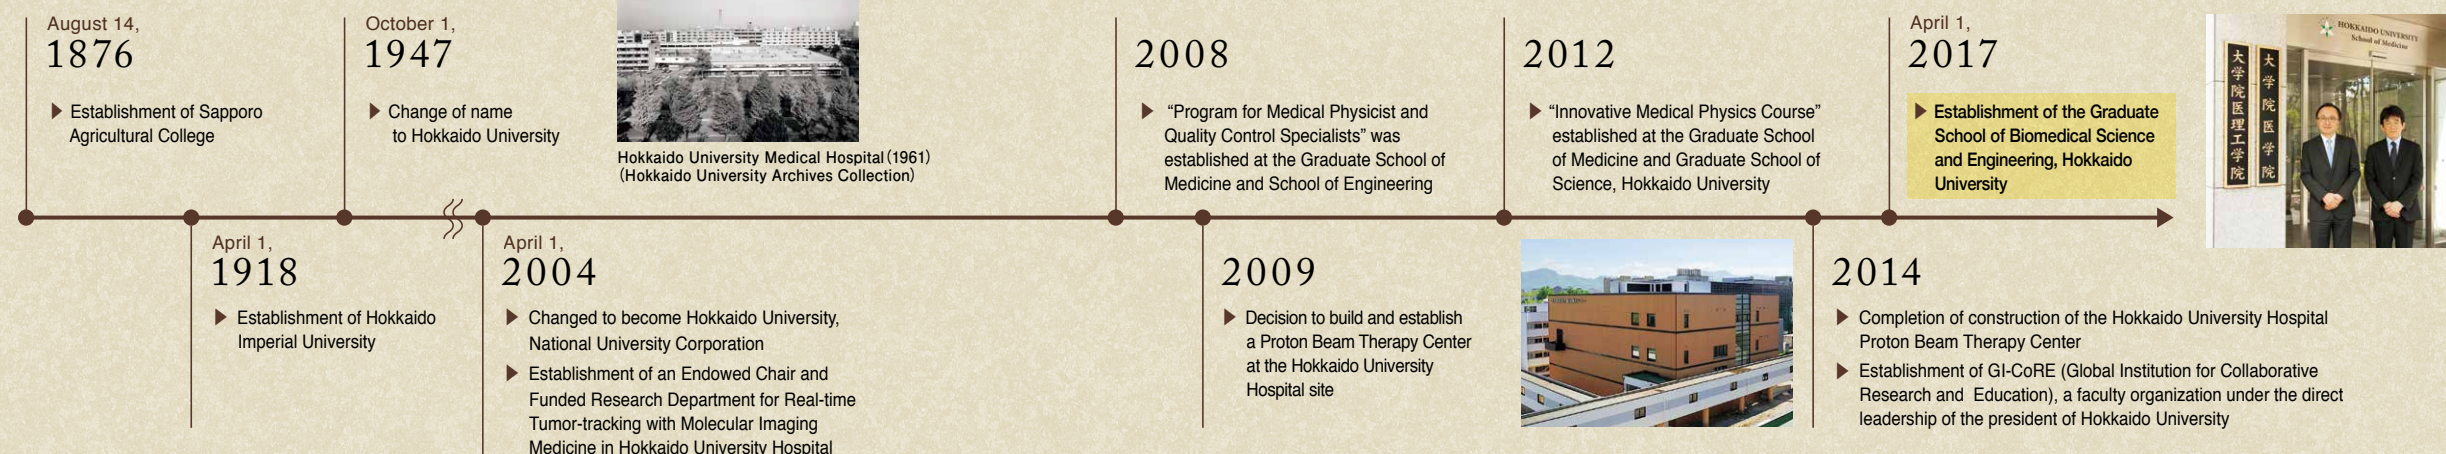 August 14,
1876
Establishment of Sapporo
Agricultural College
October 1,
1947
Change of name
to Hokkaido University
Hokkaido University Medical Hospital (1961)
(Hokkaido University Archives Collection)
2008
“Program for Medical Physicist and
Quality Control Specialists” was
established at the Graduate School of
Medicine and School of Engineering
2012
“Innovative Medical Physics Course”
established at the Graduate School
of Medicine and Graduate School of
Science, Hokkaido University
April 1,
2017
Establishment of the Graduate
School of Biomedical Science
and Engineering, Hokkaido
University
HOKKAIDO UNIVERSITY
School of Medicine
大学院医理工学院
大学院医学院
April 1,
1918
Establishment of Hokkaido
Imperial University
April 1,
2004
Changed to become Hokkaido University,
National University Corporation
Establishment of an Endowed Chair and
Funded Research Department for Real-time
Tumor-tracking with Molecular Imaging
Medicine in Hokkaido University Hospital
2009
Decision to build and establish
a Proton Beam Therapy Center
at the Hokkaido University
Hospital site
2014
Completion of construction of the Hokkaido University Hospital
Proton Beam Therapy Center
Establishment of GI-CoRE (Global Institution for Collaborative
Research and Education), a faculty organization under the direct
leadership of the president of Hokkaido University